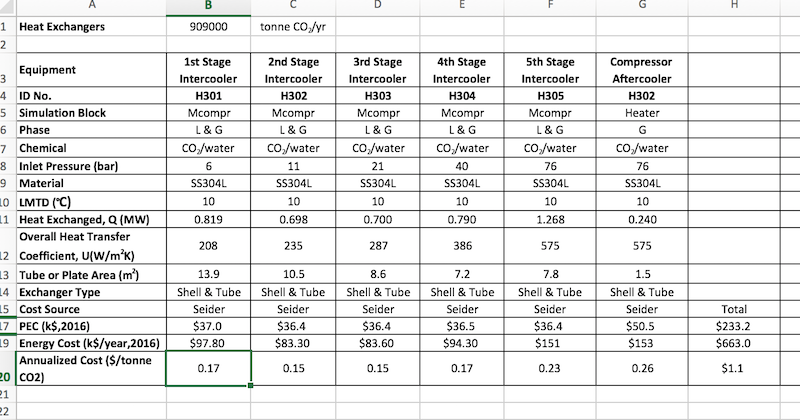 A B C D E F G H
1 Heat Exchangers 909000 tonne CO₂/yr
2
3 Equipment 1st Stage Intercooler 2nd Stage Intercooler 3rd Stage Intercooler 4th Stage Intercooler 5th Stage Intercooler Compressor Aftercooler
4 ID No. H301 H302 H303 H304 H305 H302
5 Simulation Block Mcompr Mcompr Mcompr Mcompr Mcompr Heater
6 Phase L & G L & G L & G L & G L & G G
7 Chemical CO₂/water CO₂/water CO₂/water CO₂/water CO₂/water CO₂/water
8 Inlet Pressure (bar) 6 11 21 40 76 76
9 Material SS304L SS304L SS304L SS304L SS304L SS304L
10 LMTD (℃) 10 10 10 10 10 10
11 Heat Exchanged, Q (MW) 0.819 0.698 0.700 0.790 1.268 0.240
12 Overall Heat Transfer Coefficient, U(W/m²K) 208 235 287 386 575 575
13 Tube or Plate Area (m²) 13.9 10.5 8.6 7.2 7.8 1.5
14 Exchanger Type Shell & Tube Shell & Tube Shell & Tube Shell & Tube Shell & Tube Shell & Tube
15 Cost Source Seider Seider Seider Seider Seider Seider Total
17 PEC (k$,2016) $37.0 $36.4 $36.4 $36.5 $36.4 $50.5 $233.2
19 Energy Cost (k$/year,2016) $97.80 $83.30 $83.60 $94.30 $151 $153 $663.0
20 Annualized Cost ($/tonne CO2) 0.17 0.15 0.15 0.17 0.23 0.26 $1.1
21
22